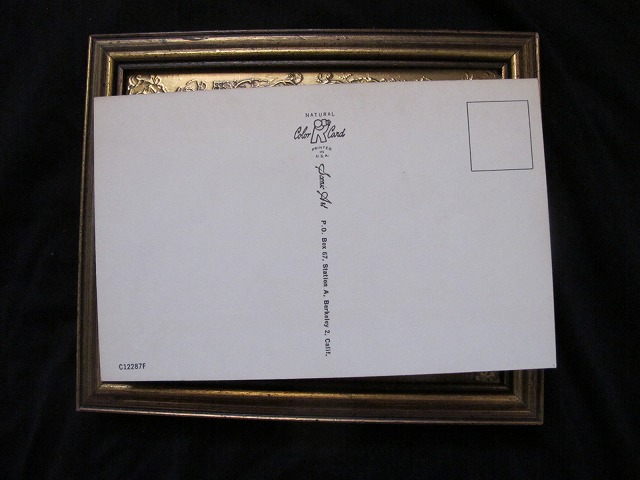 NATURAL
Color Card
PRINTED
IN
U.S.A.
Scenic Art
P.O. Box 67, Station A, Berkeley 2, Calif.
C12287F